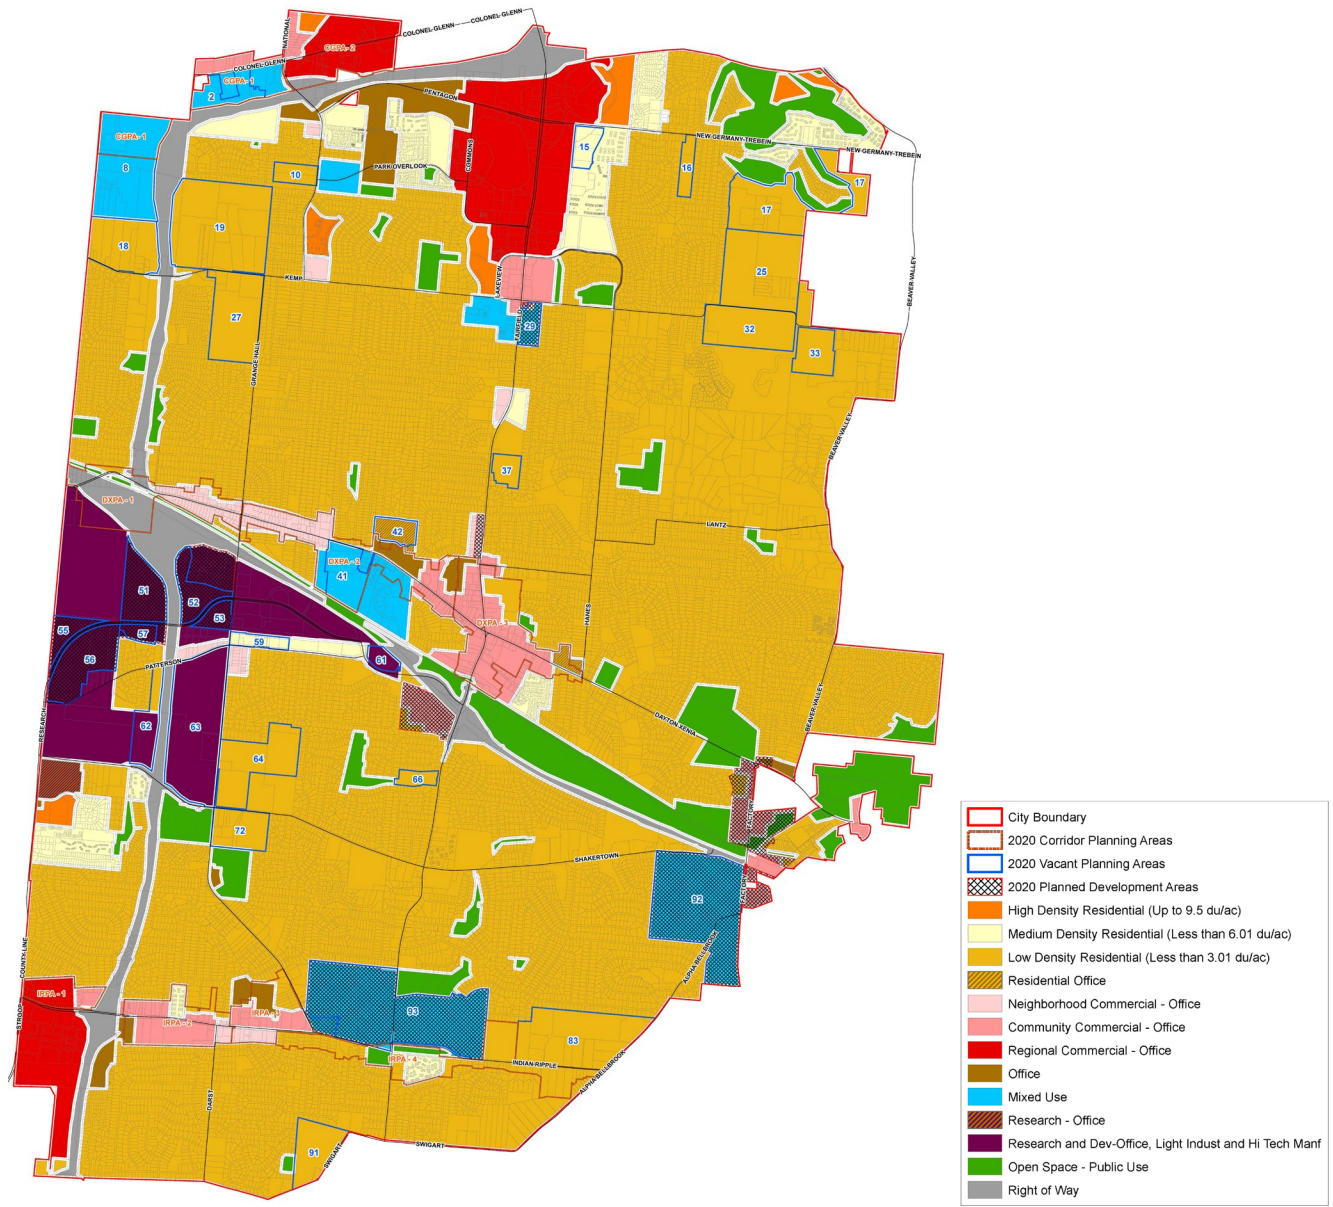 COLONEL-GLENN
COLONEL-GLENN
NATIONAL
CGPA - 2
COLONEL-GLENN
CGPA - 1
2
PENTAGON
CGPA - 1
8
NEW-GERMANY-TREBEIN
NEW-GERMANY-TREBEIN
15
16
17
10
PARK-OVERLOOK
COMMONS
17
19
18
25
BEAVER-VALLEY
KEMP
LAKEVIEW
27
FAIRFIELD
29
32
33
GRANGE-HALL
BEAVER-VALLEY
37
DXPA - 1
LANTZ
42
DXPA - 2
41
51
52
53
DXPA - 3
HANES
55
57
56
59
61
PATTERSON
RESEARCH
62
63
64
66
DAYTON-XENIA
BEAVER-VALLEY
FACTORY
72
SHAKERTOWN
FACTORY
92
COUNTY-LINE
ALPHA-BELLBROOK
IRPA - 1
STROOP
IRPA - 2
IRPA - 3
93
83
IRPA - 4
INDIAN-RIPPLE
ALPHA-BELLBROOK
DARST
91
SWIGART
SWIGART
City Boundary
2020 Corridor Planning Areas
2020 Vacant Planning Areas
2020 Planned Development Areas
High Density Residential (Up to 9.5 du/ac)
Medium Density Residential (Less than 6.01 du/ac)
Low Density Residential (Less than 3.01 du/ac)
Residential Office
Neighborhood Commercial - Office
Community Commercial - Office
Regional Commercial - Office
Office
Mixed Use
Research - Office
Research and Dev-Office, Light Indust and Hi Tech Manf
Open Space - Public Use
Right of Way